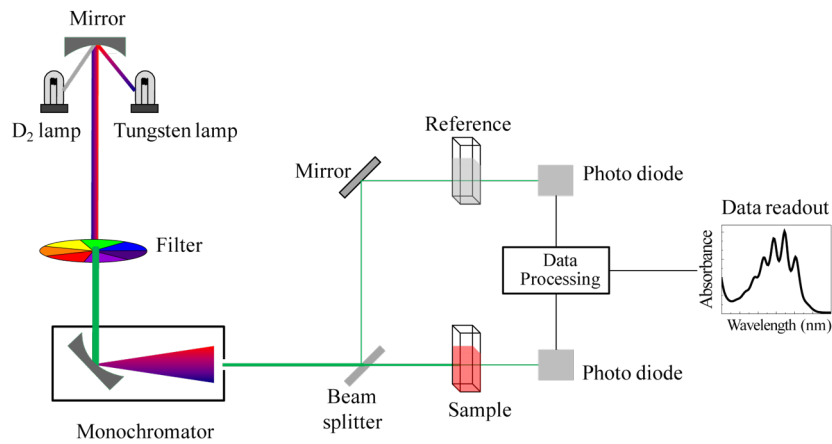 Mirror
D₂ lamp
Tungsten lamp
Filter
Monochromator
Mirror
Reference
Photo diode
Data
Processing
Beam
splitter
Sample
Photo diode
Data readout
Absorbance
Wavelength (nm)